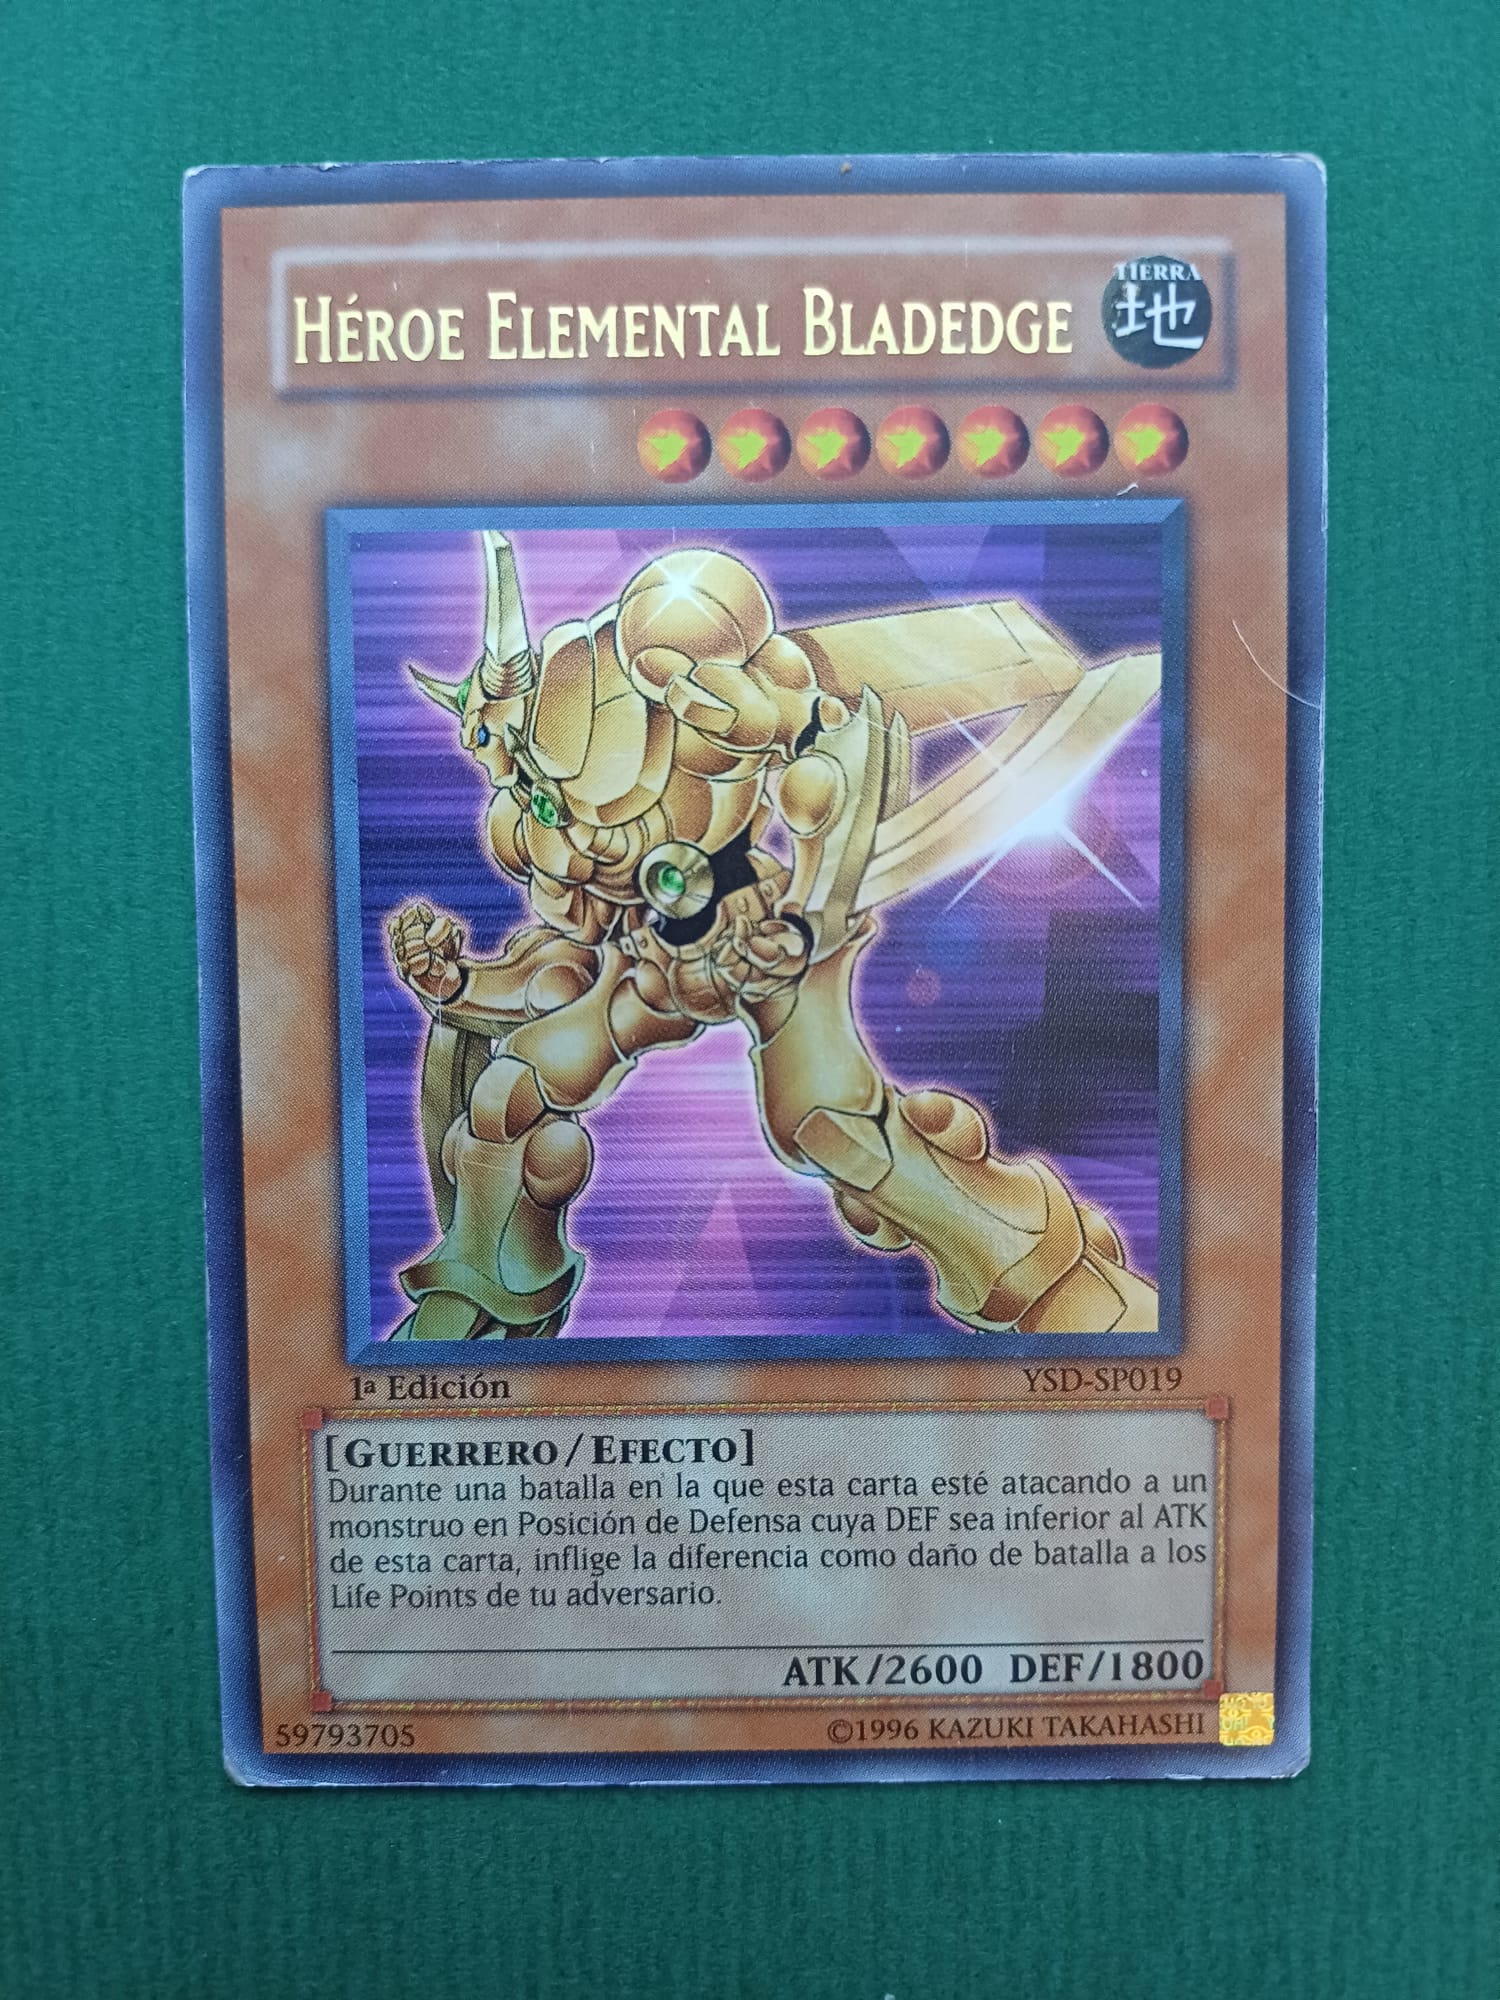 HÉROE ELEMENTAL BLADEDGE
TIERRA
地
1ª Edición
YSD-SP019
[GUERRERO/EFECTO]
Durante una batalla en la que esta carta esté atacando a un
monstruo en Posición de Defensa cuya DEF sea inferior al ATK
de esta carta, inflige la diferencia como daño de batalla a los
Life Points de tu adversario.
ATK/2600 DEF/1800
59793705
©1996 KAZUKI TAKAHASHI